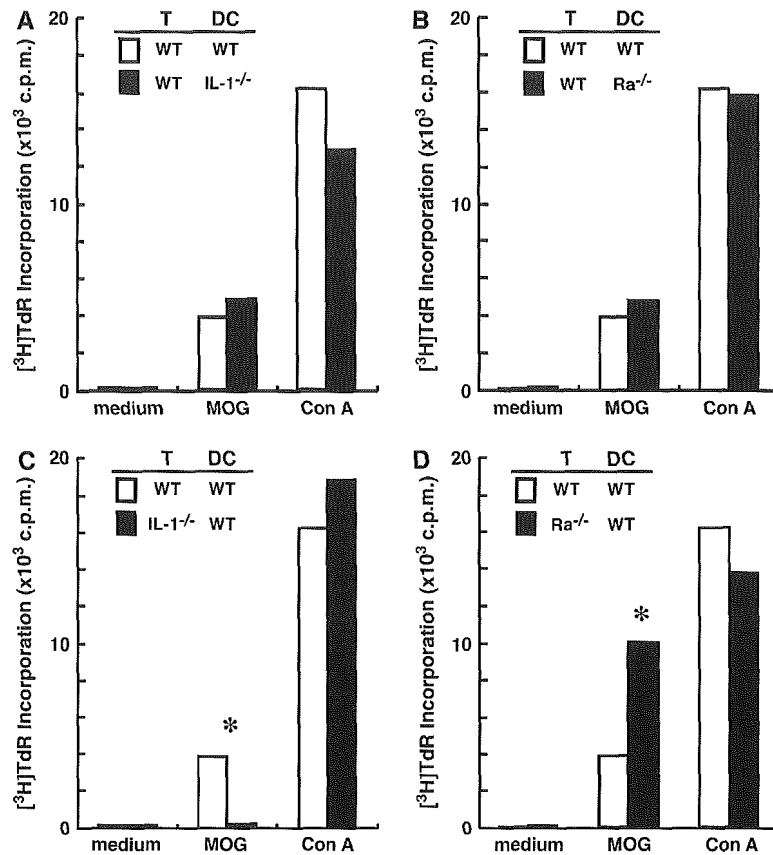 A
T DC
WT WT
WT IL-1-/-
[³H]TdR Incorporation (x10³ c.p.m.)
20
10
0
medium MOG Con A
B
T DC
WT WT
WT Ra-/-
[³H]TdR Incorporation (x10³ c.p.m.)
20
10
0
medium MOG Con A
C
T DC
WT WT
IL-1-/- WT
[³H]TdR Incorporation (x10³ c.p.m.)
20
10
0
*
medium MOG Con A
D
T DC
WT WT
Ra-/- WT
[³H]TdR Incorporation (x10³ c.p.m.)
20
10
0
*
medium MOG Con A